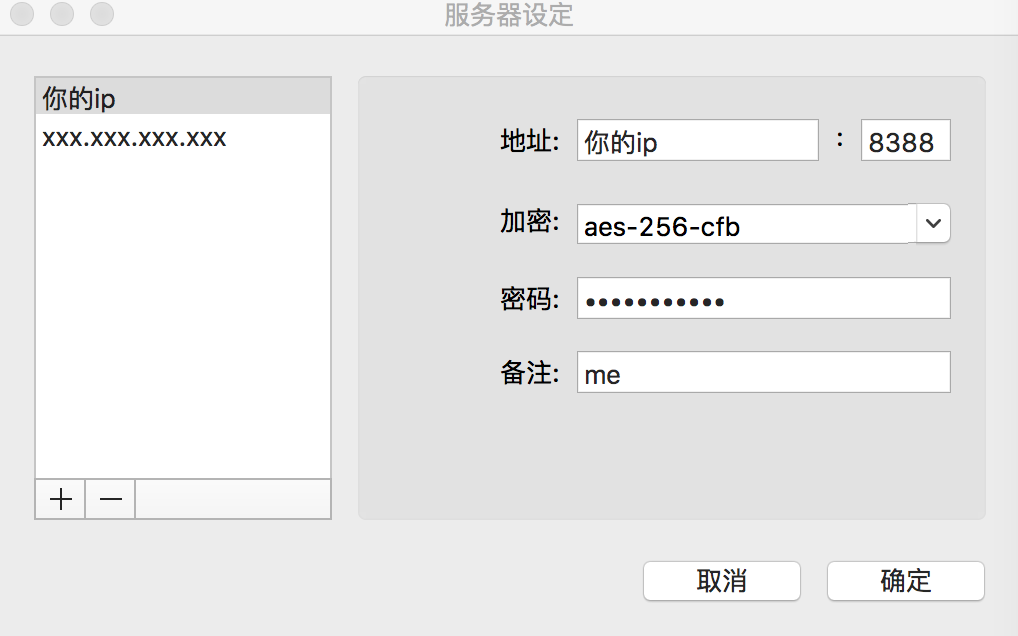 服务器设定
你的ip
xxx.xxx.xxx.xxx
地址: 你的ip : 8388
加密: aes-256-cfb
密码: •••••••••••
备注: me
取消 确定